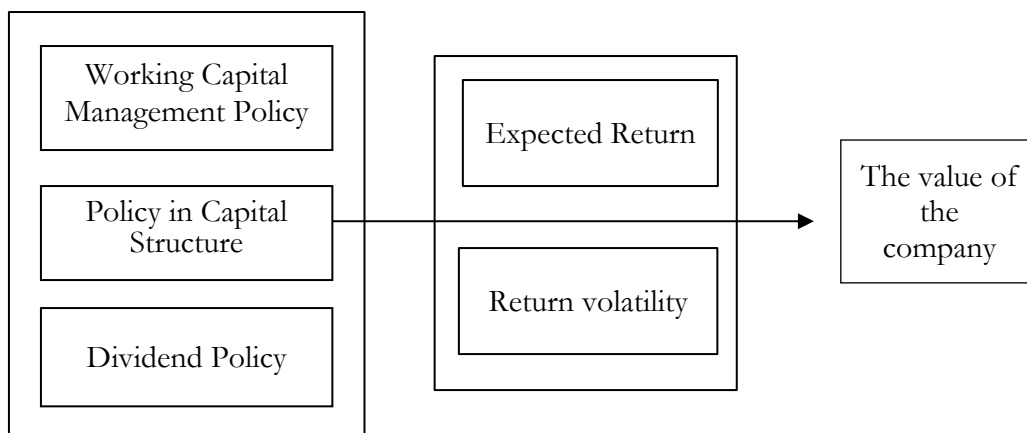 Working Capital
Management Policy
Policy in Capital
Structure
Dividend Policy
Expected Return
Return volatility
The value of
the
company